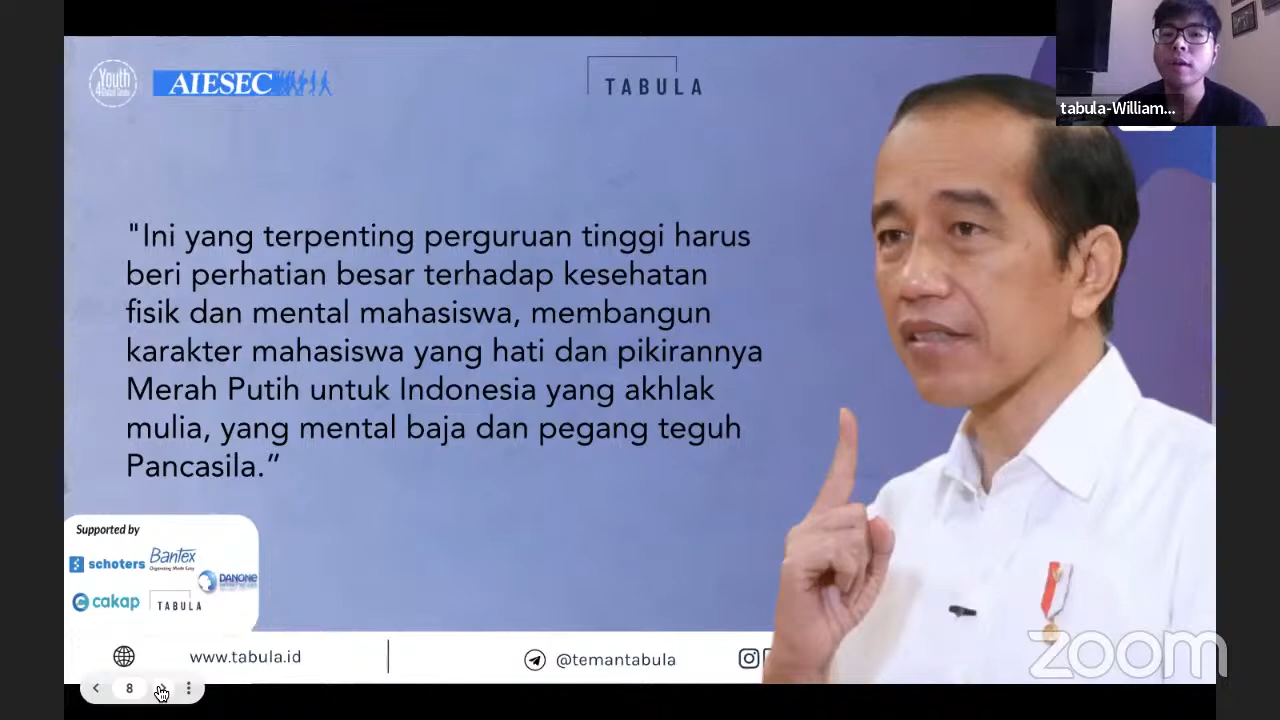 Youth
AIESEC
TABULA
tabula-William...
"Ini yang terpenting perguruan tinggi harus
beri perhatian besar terhadap kesehatan
fisik dan mental mahasiswa, membangun
karakter mahasiswa yang hati dan pikirannya
Merah Putih untuk Indonesia yang akhlak
mulia, yang mental baja dan pegang teguh
Pancasila.”
Supported by
schoters
Bantex
DANONE
cakap
TABULA
www.tabula.id
@temantabula
zoom
8